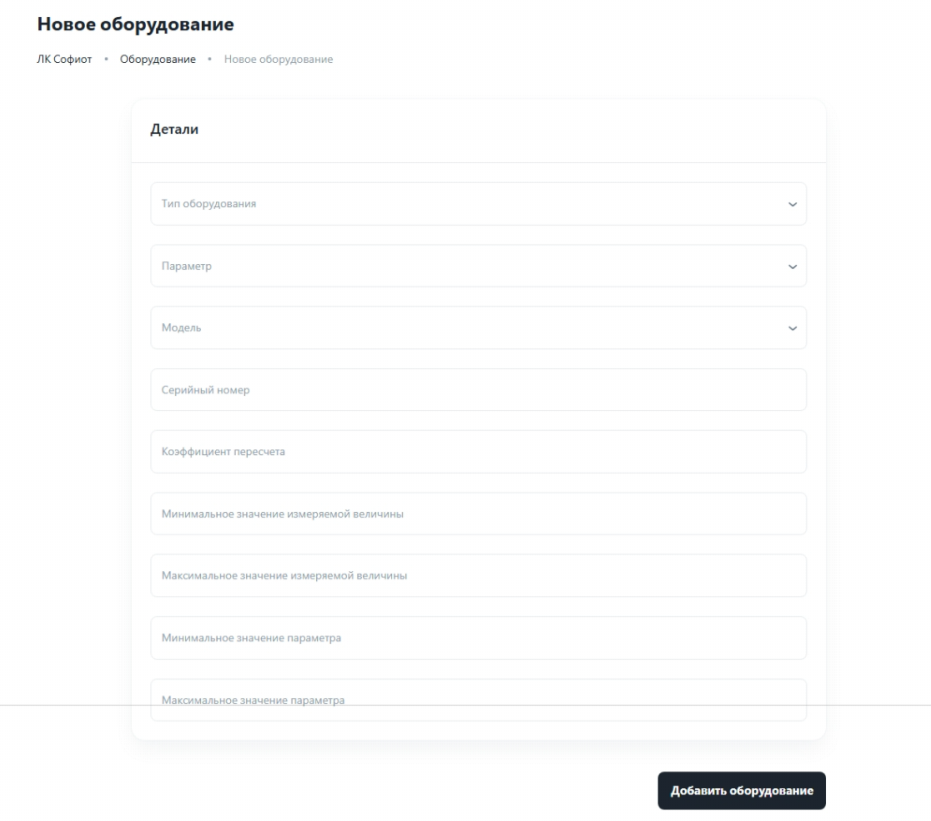 Новое оборудование
ЛК Софиот • Оборудование • Новое оборудование
Детали
Тип оборудования
Параметр
Модель
Серийный номер
Коэффициент пересчета
Минимальное значение измеряемой величины
Максимальное значение измеряемой величины
Минимальное значение параметра
Максимальное значение параметра
Добавить оборудование